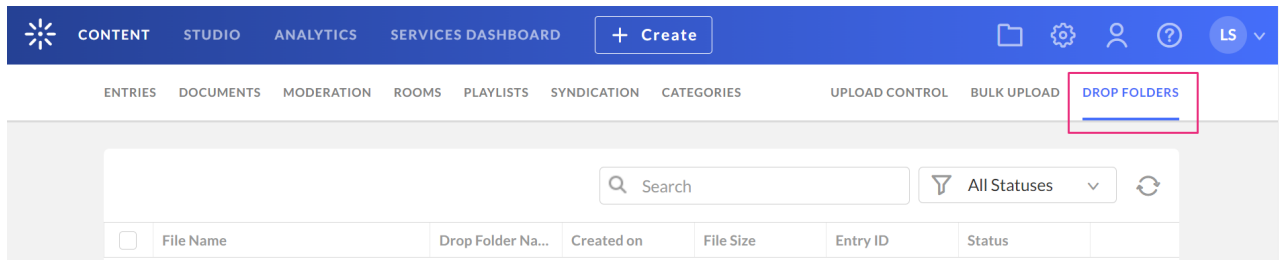 CONTENT STUDIO ANALYTICS SERVICES DASHBOARD + Create LS
ENTRIES DOCUMENTS MODERATION ROOMS PLAYLISTS SYNDICATION CATEGORIES UPLOAD CONTROL BULK UPLOAD DROP FOLDERS
Search All Statuses
File Name Drop Folder Na... Created on File Size Entry ID Status